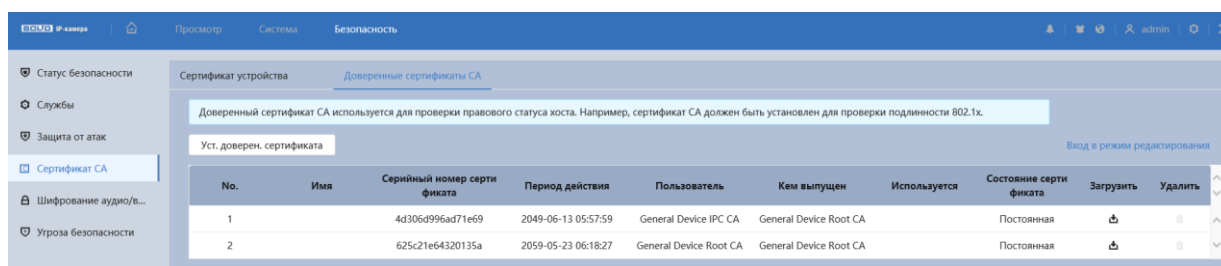 BOLID IP-камера Просмотр Система Безопасность admin
Статус безопасности
Службы
Защита от атак
Сертификат CA
Шифрование аудио/в...
Угроза безопасности
Сертификат устройства Доверенные сертификаты CA
Доверенный сертификат CA используется для проверки правового статуса хоста. Например, сертификат CA должен быть установлен для проверки подлинности 802.1x.
Уст. доверен. сертификата Вход в режим редактирования
No. Имя Серийный номер серти Период действия Пользователь Кем выпущен Используется Состояние серти Загрузить Удалить
фиката фиката
1 4d306d996ad71e69 2049-06-13 05:57:59 General Device IPC CA General Device Root CA Постоянная
2 625c21e64320135a 2059-05-23 06:18:27 General Device Root CA General Device Root CA Постоянная